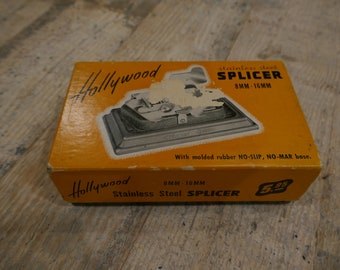 Hollywood
stainless steel
SPLICER
8MM-16MM
With molded rubber NO-SLIP, NO-MAR base.
Hollywood
8MM-16MM
Stainless Steel SPLICER